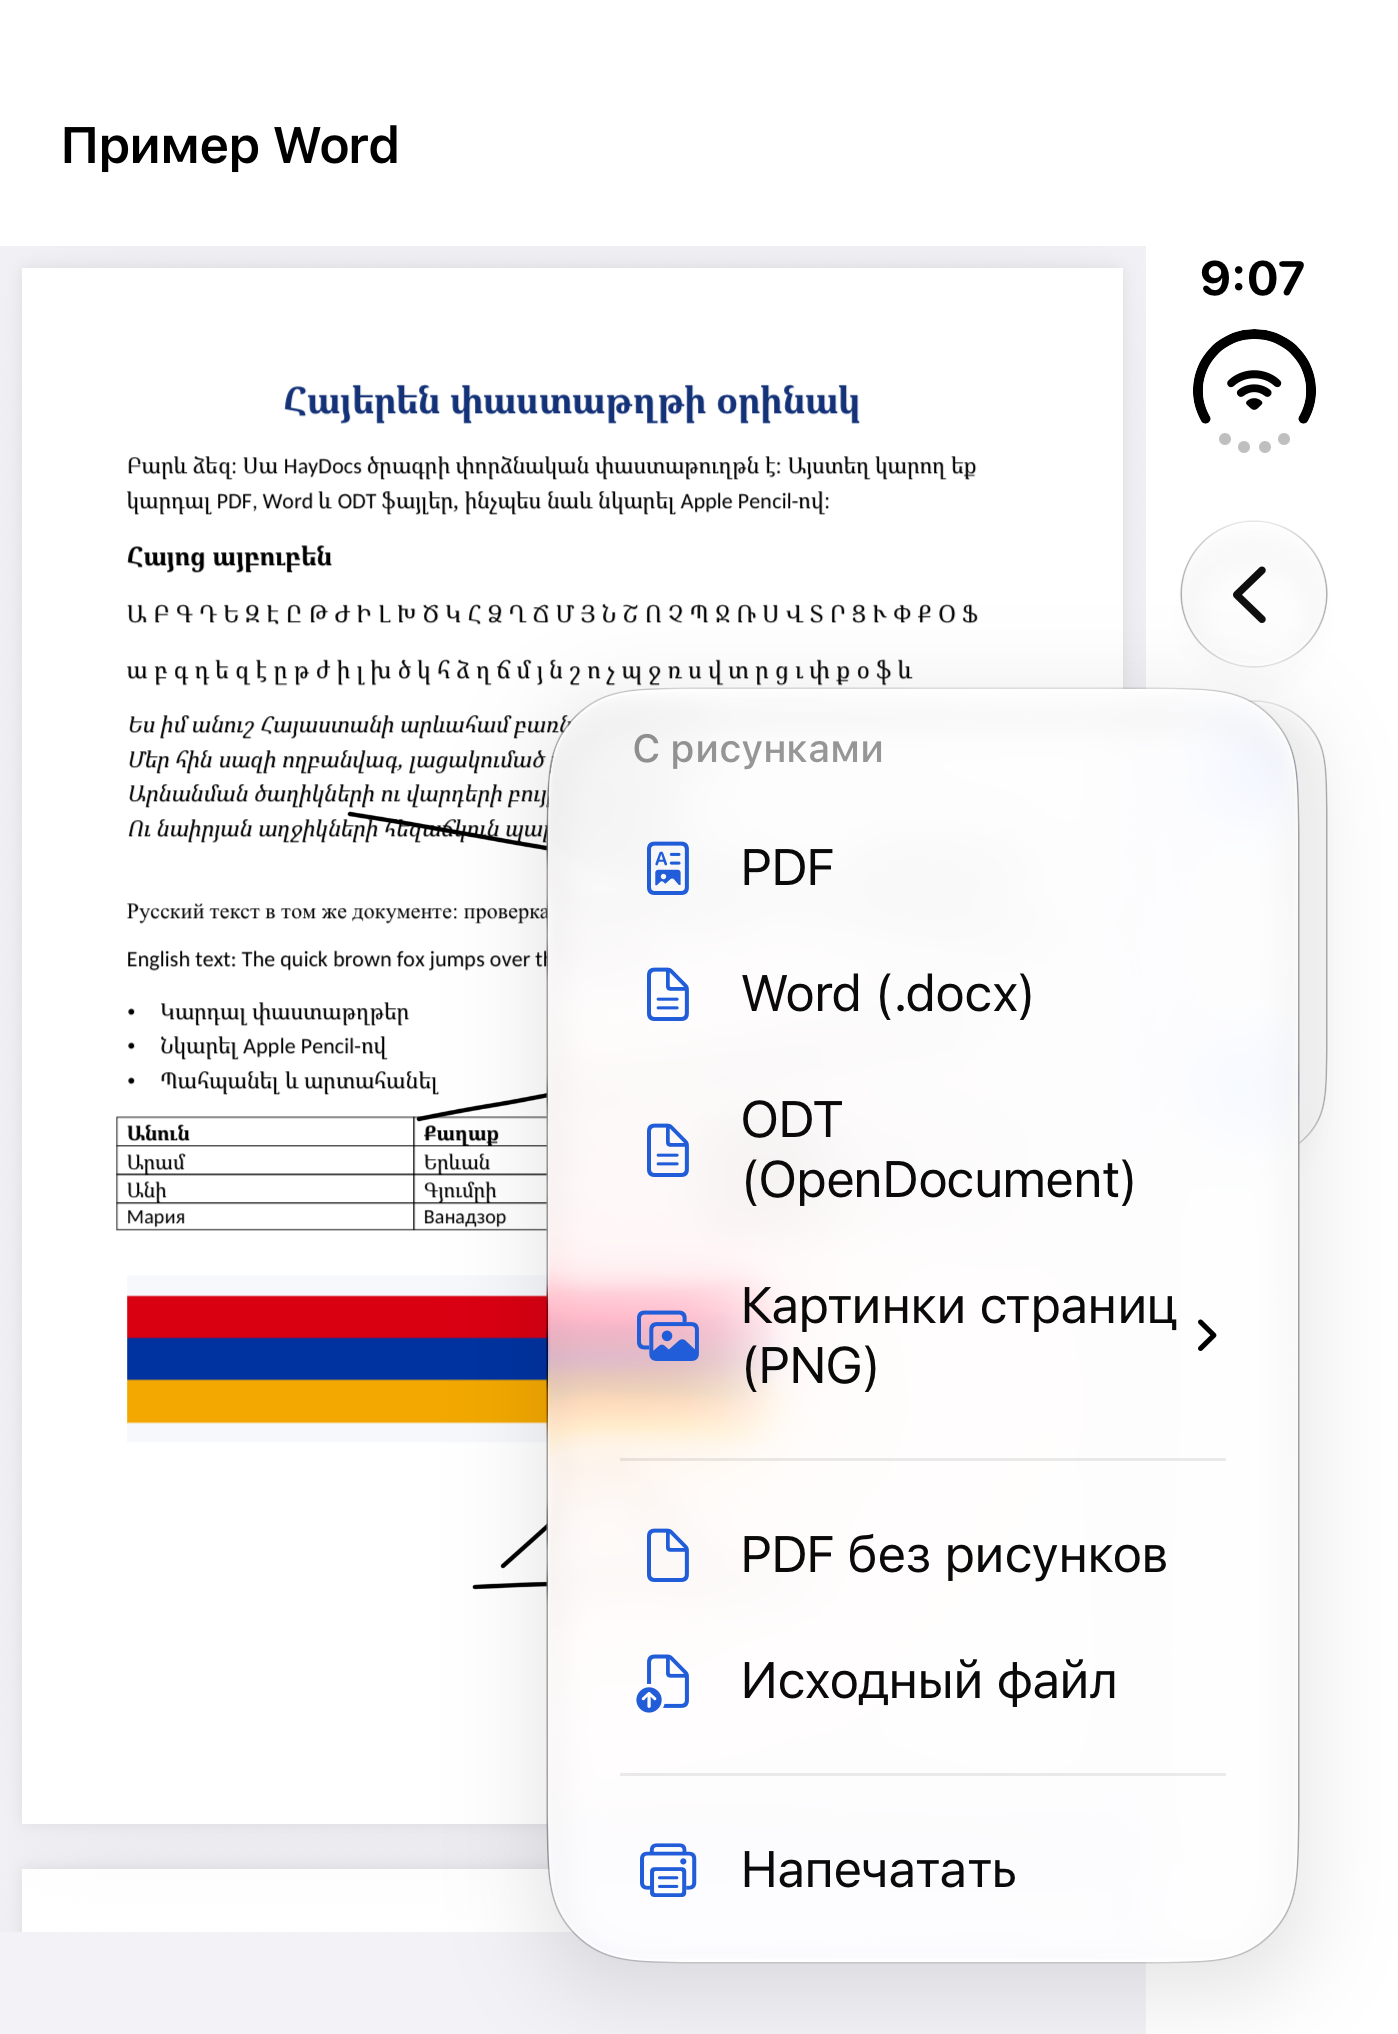 Пример Word
9:07
Հայերեն փաստաթղթի օրինակ
Բարև ձեզ: Սա HayDocs ծրագրի փորձնական փաստաթուղթն է: Այստեղ կարող եք
կարդալ PDF, Word և ODT ֆայլեր, ինչպես նաև նկարել Apple Pencil-ով:
Հայոց այբուբեն
Ա Բ Գ Դ Ե Զ Է Ը Թ Ժ Ի Լ Խ Ծ Կ Հ Ձ Ղ Ճ Մ Յ Ն Շ Ո Չ Պ Ջ Ռ Ս Վ Տ Ր Ց Ւ Փ Ք Օ Ֆ
ա բ գ դ ե զ է ը թ ժ ի լ խ ծ կ հ ձ ղ ճ մ յ ն շ ո չ պ ջ ռ ս վ տ ր ց ւ փ ք օ ֆ և
Ես իմ անուշ Հայաստանի արևահամ
Մեր հին սազի ողբանվագ, լացակումած
Արնանման ծաղիկների ու վարդերի
Ու նաիրյան աղջիկների հեզաճկուն
Русский текст в том же документе:
English text: The quick brown fox jumps over
• Կարդալ փաստաթղթեր
• Նկարել Apple Pencil-ով
• Պահպանել և արտահանել
Անուն Քաղաք
Արամ Երևան
Անի Գյումրի
Мария Ванадзор
С рисунками
PDF
Word (.docx)
ODT
(OpenDocument)
Картинки страниц
(PNG)
PDF без рисунков
Исходный файл
Напечатать